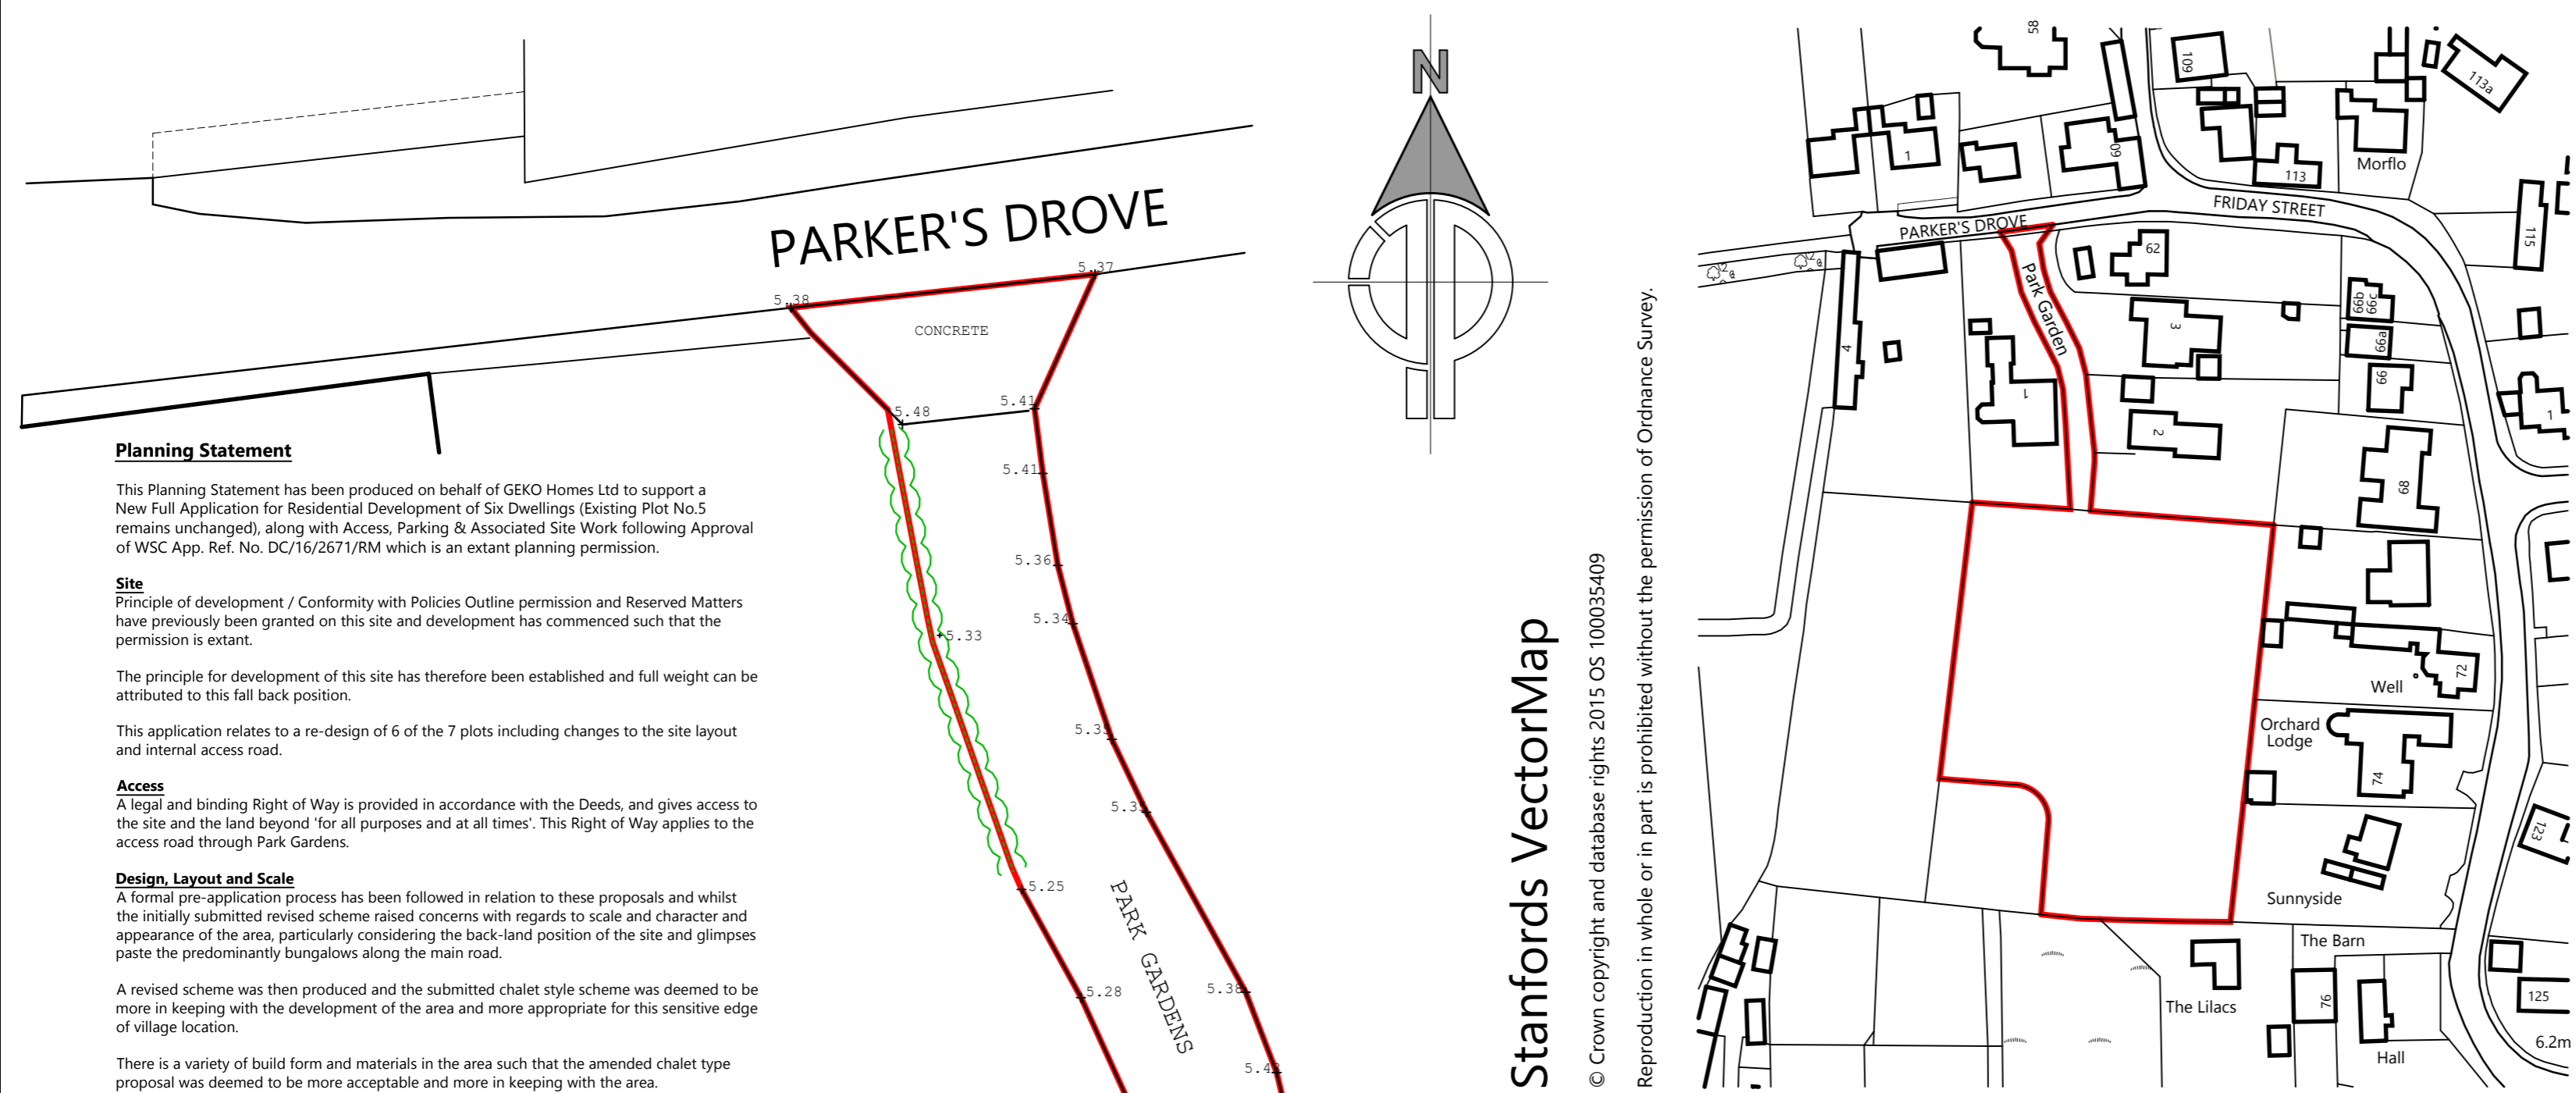 PARKER'S DROVE
5.37
5.38
CONCRETE
5.48
5.41
5.41
5.36
5.34
5.33
5.25
5.28
5.38
PARK GARDENS
Planning Statement
This Planning Statement has been produced on behalf of GEKO Homes Ltd to support a
New Full Application for Residential Development of Six Dwellings (Existing Plot No.5
remains unchanged), along with Access, Parking & Associated Site Work following Approval
of WSC App. Ref. No. DC/16/2671/RM which is an extant planning permission.
Site
Principle of development / Conformity with Policies Outline permission and Reserved Matters
have previously been granted on this site and development has commenced such that the
permission is extant.
The principle for development of this site has therefore been established and full weight can be
attributed to this fall back position.
This application relates to a re-design of 6 of the 7 plots including changes to the site layout
and internal access road.
Access
A legal and binding Right of Way is provided in accordance with the Deeds, and gives access to
the site and the land beyond 'for all purposes and at all times'. This Right of Way applies to the
access road through Park Gardens.
Design, Layout and Scale
A formal pre-application process has been followed in relation to these proposals and whilst
the initially submitted revised scheme raised concerns with regards to scale and character and
appearance of the area, particularly considering the back-land position of the site and glimpses
paste the predominantly bungalows along the main road.
A revised scheme was then produced and the submitted chalet style scheme was deemed to be
more in keeping with the development of the area and more appropriate for this sensitive edge
of village location.
There is a variety of build form and materials in the area such that the amended chalet type
proposal was deemed to be more acceptable and more in keeping with the area.
N
Stanfords VectorMap
© Crown copyright and database rights 2015 OS 100035409
Reproduction in whole or in part is prohibited without the permission of Ordnance Survey.
58
109
113a
1
60
113
Morflo
FRIDAY STREET
PARKER'S DROVE
115
62
Park Garden
66b
66c
3
66a
4
66
1
2
1
68
72
Well
Orchard
Lodge
74
123
Sunnyside
The Barn
The Lilacs
76
125
Hall
6.2m